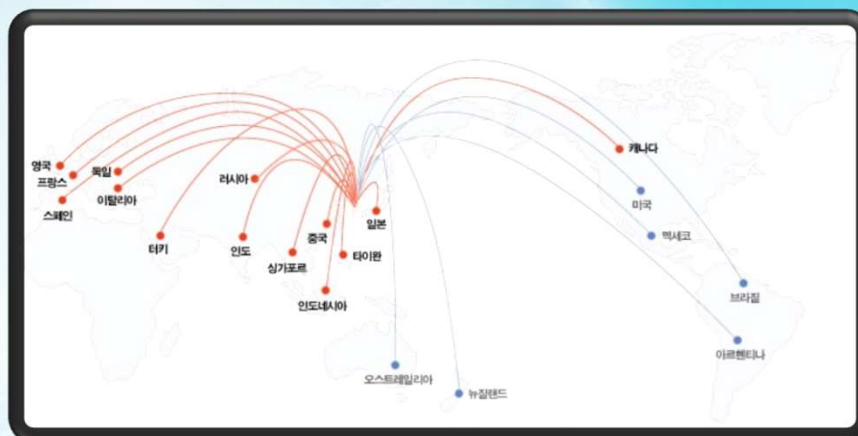 영국
프랑스
독일
이탈리아
스페인
러시아
터키
인도
싱가포르
중국
타이완
일본
인도네시아
캐나다
미국
멕세코
브라질
아르헨티나
오스트레일리아
뉴질랜드